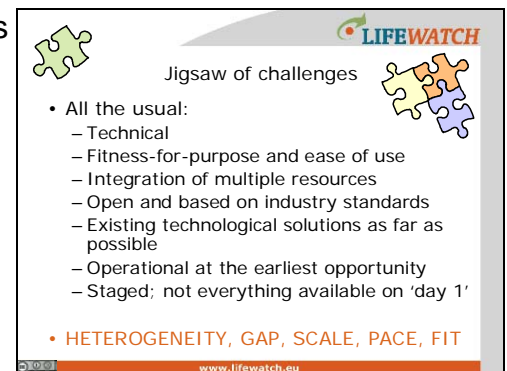 s
LIFEWATCH
Jigsaw of challenges
• All the usual:
– Technical
– Fitness-for-purpose and ease of use
– Integration of multiple resources
– Open and based on industry standards
– Existing technological solutions as far as
possible
– Operational at the earliest opportunity
– Staged; not everything available on ‘day 1’
• HETEROGENEITY, GAP, SCALE, PACE, FIT
www.lifewatch.eu